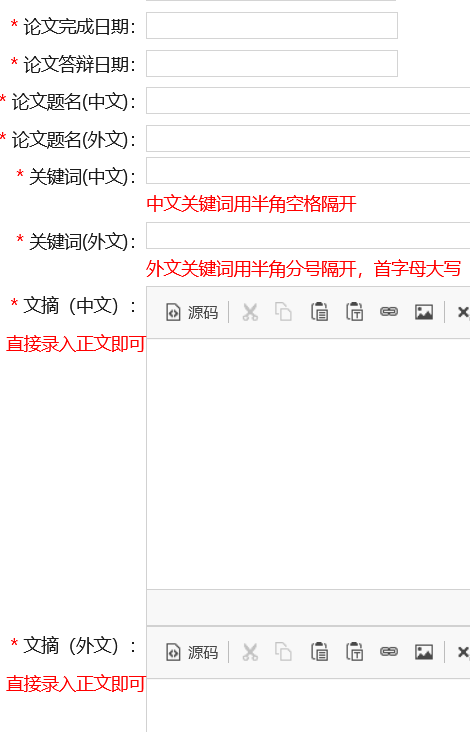 * 论文完成日期：
* 论文答辩日期：
* 论文题名(中文)：
* 论文题名(外文)：
* 关键词(中文)：
中文关键词用半角空格隔开
* 关键词(外文)：
外文关键词用半角分号隔开，首字母大写
* 文摘（中文）：
源码
直接录入正文即可
* 文摘（外文）：
源码
直接录入正文即可